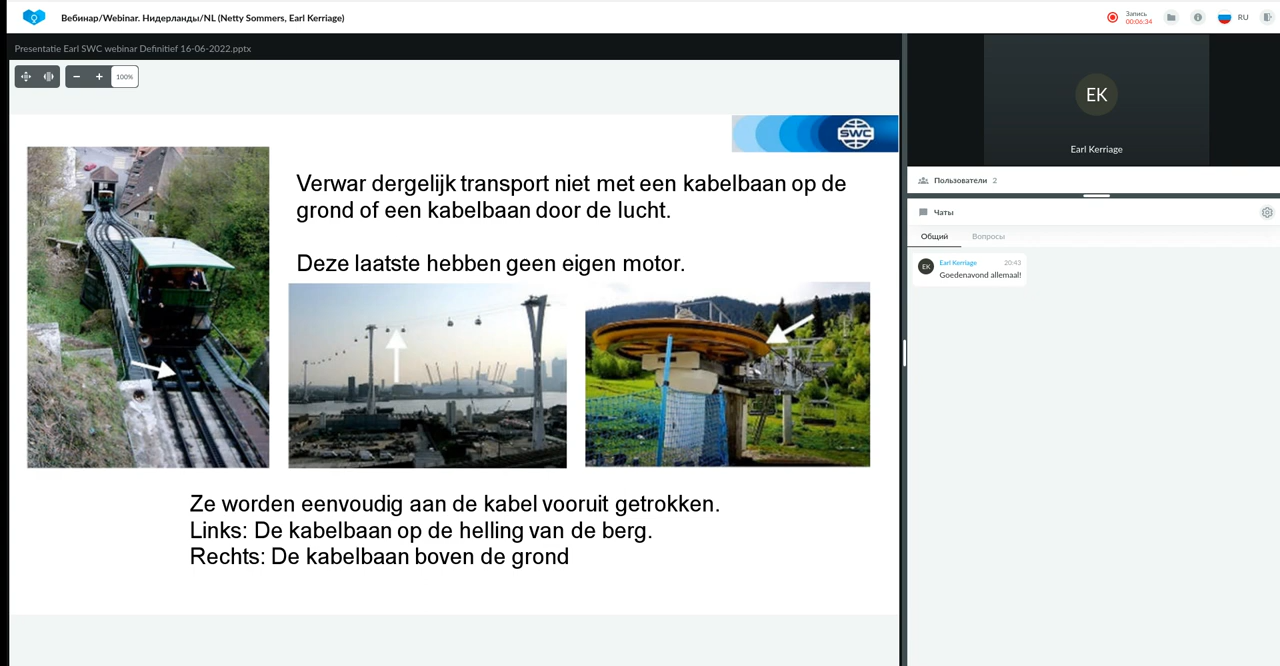 Вебинар/Webinar. Нидерланды/NL (Netty Sommers, Earl Kerriage)
Запись
00:06:34
RU
Presentatie Earl SWC webinar Definitief 16-06-2022.pptx
100%
SWC
Verwar dergelijk transport niet met een kabelbaan op de
grond of een kabelbaan door de lucht.
Deze laatste hebben geen eigen motor.
Ze worden eenvoudig aan de kabel vooruit getrokken.
Links: De kabelbaan op de helling van de berg.
Rechts: De kabelbaan boven de grond
EK
Earl Kerriage
Пользователи 2
Чаты
Общий Вопросы
EK
Earl Kerriage 20:43
Goedenavond allemaal!